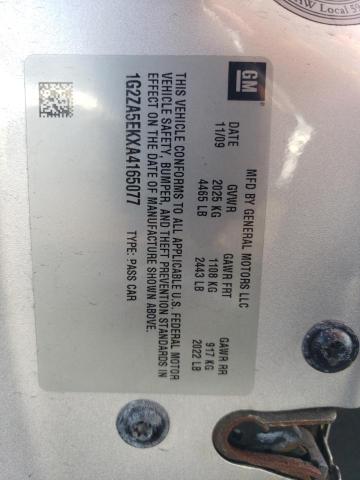 GM
MFD BY GENERAL MOTORS LLC
DATE GVWR GAWR FRT GAWR RR
11/09 2025 KG 1108 KG 917 KG
4465 LB 2443 LB 2022 LB
THIS VEHICLE CONFORMS TO ALL APPLICABLE U.S. FEDERAL MOTOR
VEHICLE SAFETY, BUMPER, AND THEFT PREVENTION STANDARDS IN
EFFECT ON THE DATE OF MANUFACTURE SHOWN ABOVE.
1G2ZA5EKXA4165077 TYPE: PASS CAR
Local 59